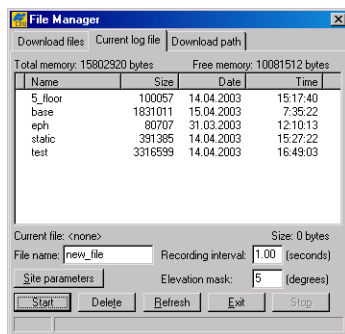 File Manager
Download files Current log file Download path
Total memory: 15802920 bytes Free memory: 10081512 bytes
Name Size Date Time
5_floor 100057 14.04.2003 15:17:40
base 1831011 15.04.2003 7:35:22
eph 80707 31.03.2003 12:10:13
static 391385 14.04.2003 15:27:22
test 3316599 14.04.2003 16:49:03
Current file: <none> Size: 0 bytes
File name: new_file Recording interval: 1.00 (seconds)
Site parameters Elevation mask: 5 (degrees)
Start Delete Refresh Exit Stop